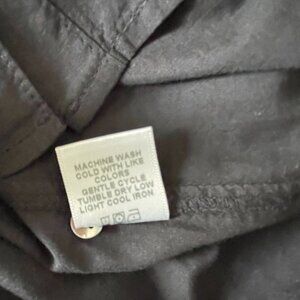 MACHINE WASH
COLD WITH LIKE
COLORS
GENTLE CYCLE
TUMBLE DRY LOW
LIGHT COOL IRON